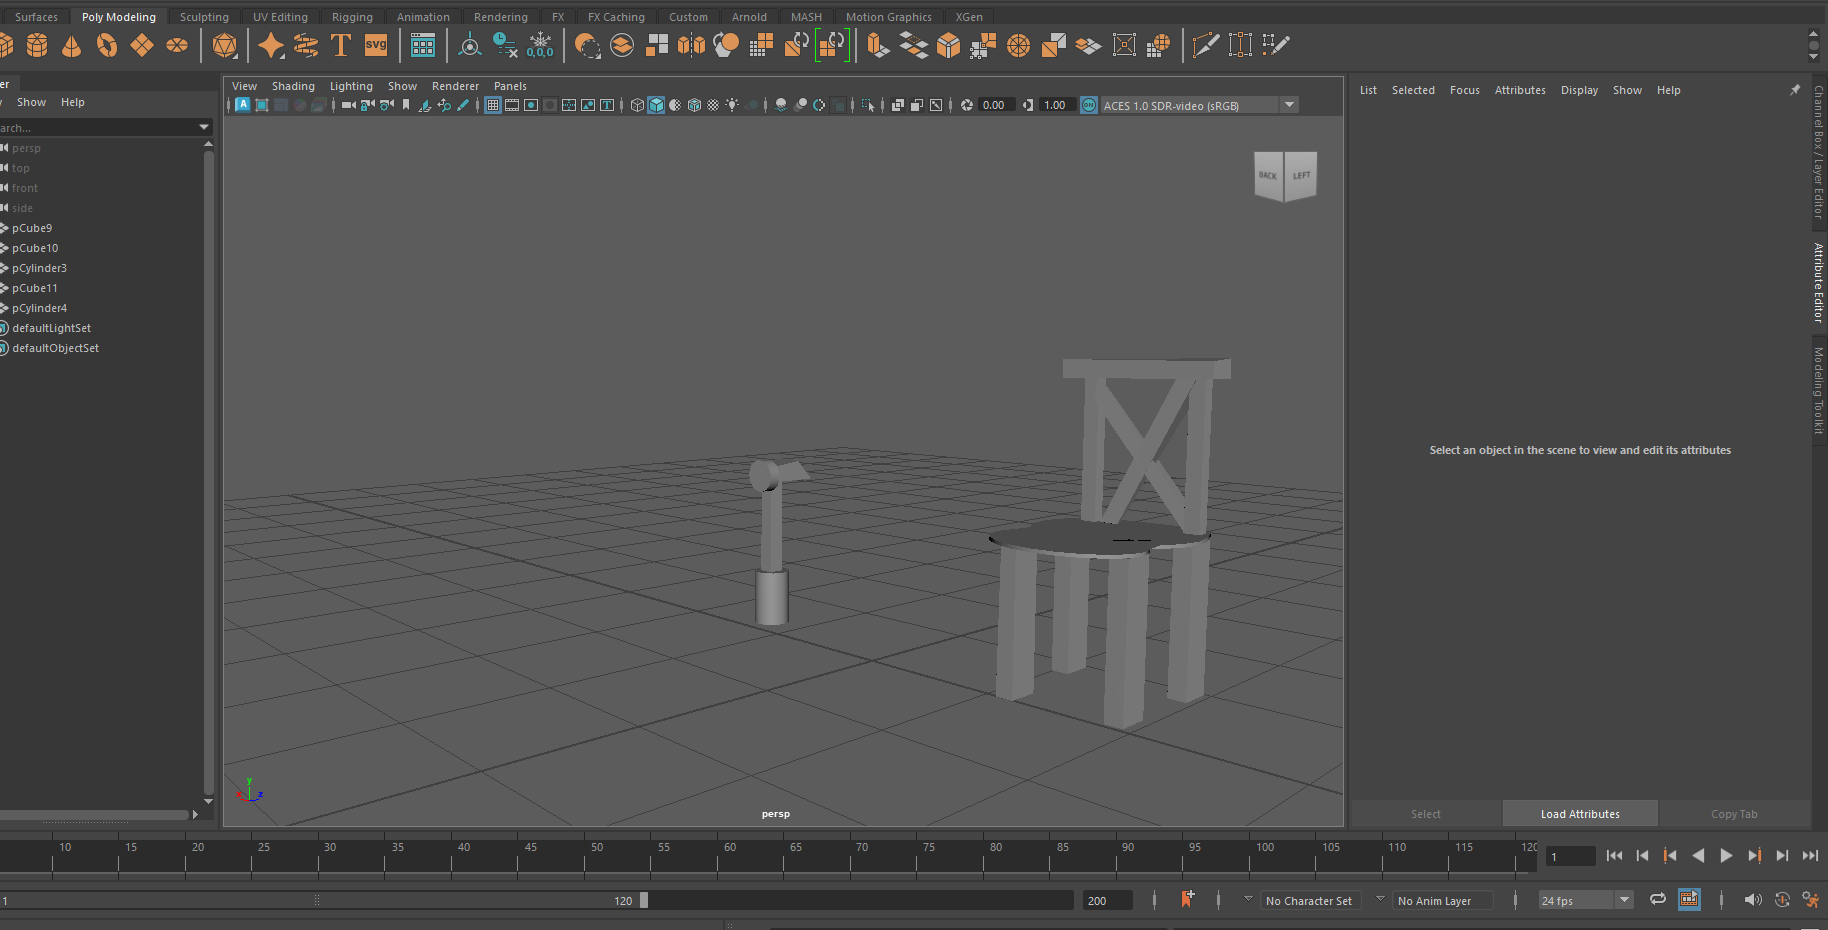 Surfaces Poly Modeling Sculpting UV Editing Rigging Animation Rendering FX FX Caching Custom Arnold MASH Motion Graphics XGen
T svg 0,0,0
er
Show Help
arch...
persp
top
front
side
pCube9
pCube10
pCylinder3
pCube11
pCylinder4
defaultLightSet
defaultObjectSet
View Shading Lighting Show Renderer Panels
A T 0.00 1.00 ON ACES 1.0 SDR-video (sRGB)
BACK LEFT
y
x z
persp
List Selected Focus Attributes Display Show Help
Select an object in the scene to view and edit its attributes
Select Load Attributes Copy Tab
Channel Box / Layer Editor
Attribute Editor
Modeling Toolkit
10 15 20 25 30 35 40 45 50 55 60 65 70 75 80 85 90 95 100 105 110 115 120
1
1 120 200 No Character Set No Anim Layer 24 fps